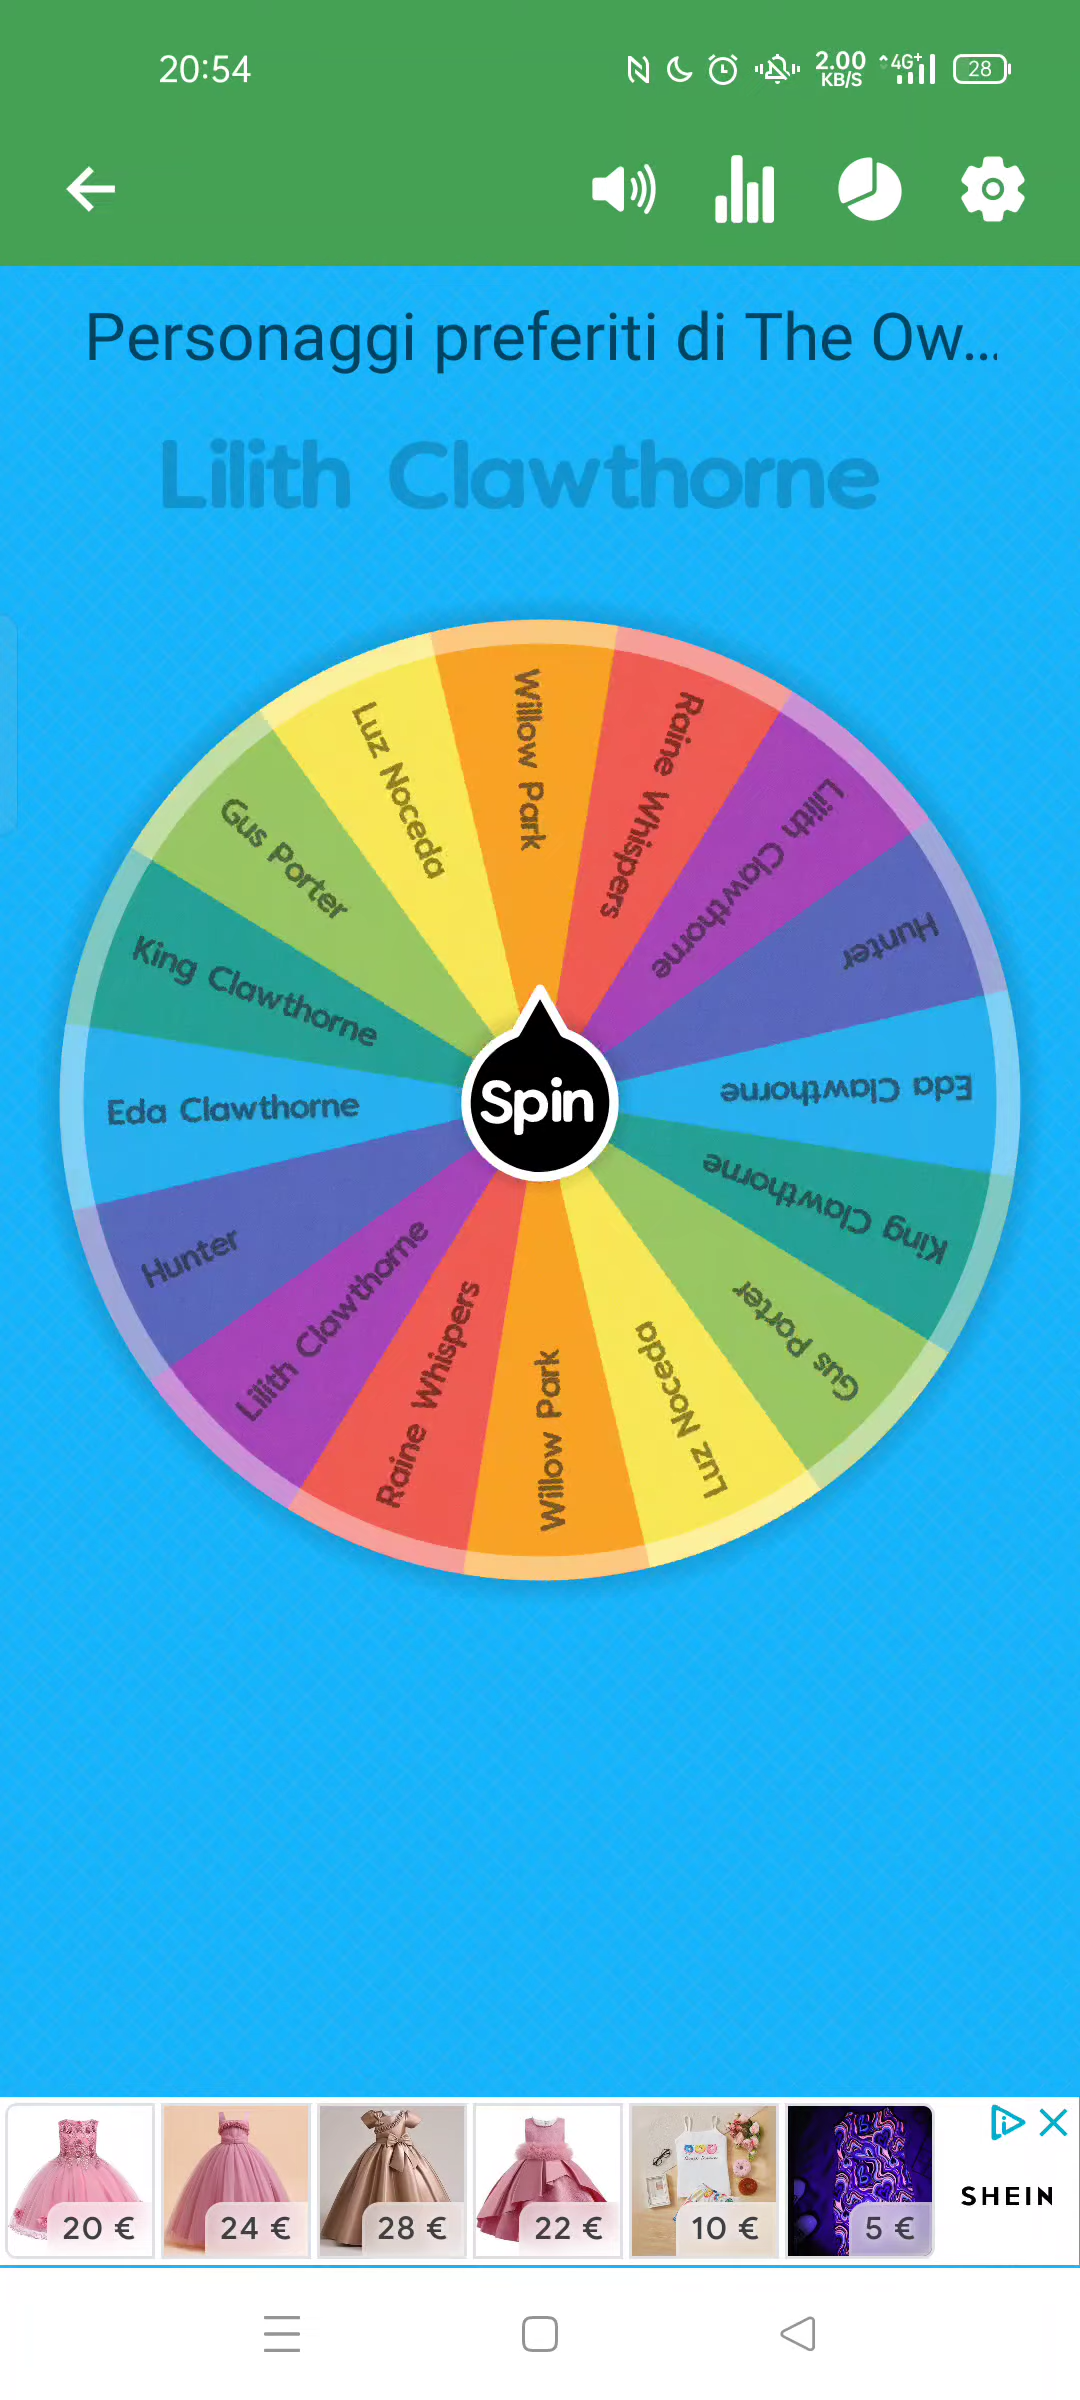 20:54
2.00
KB/S
4G+
28
Personaggi preferiti di The Ow...
Lilith Clawthorne
Willow Park
Raine Whispers
Lilith Clawthorne
Hunter
Eda Clawthorne
King Clawthorne
Gus Porter
Luz Noceda
Willow Park
Raine Whispers
Lilith Clawthorne
Hunter
Eda Clawthorne
King Clawthorne
Gus Porter
Luz Noceda
Spin
20 €
24 €
28 €
22 €
10 €
5 €
SHEIN